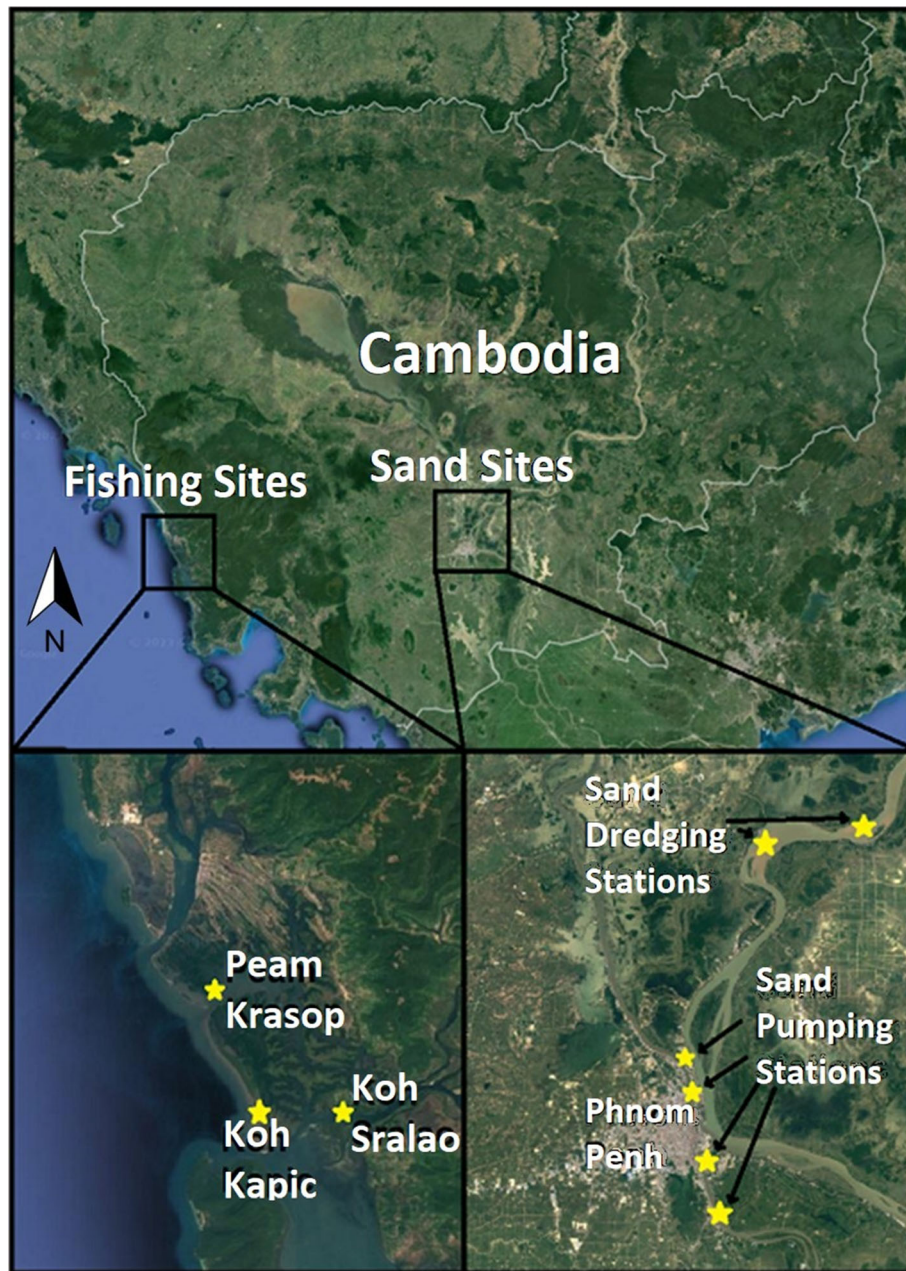 Cambodia
Fishing Sites
Sand Sites
N
Peam
Krasop
Koh
Sralao
Koh
Kapic
Sand
Dredging
Stations
Sand
Pumping
Stations
Phnom
Penh